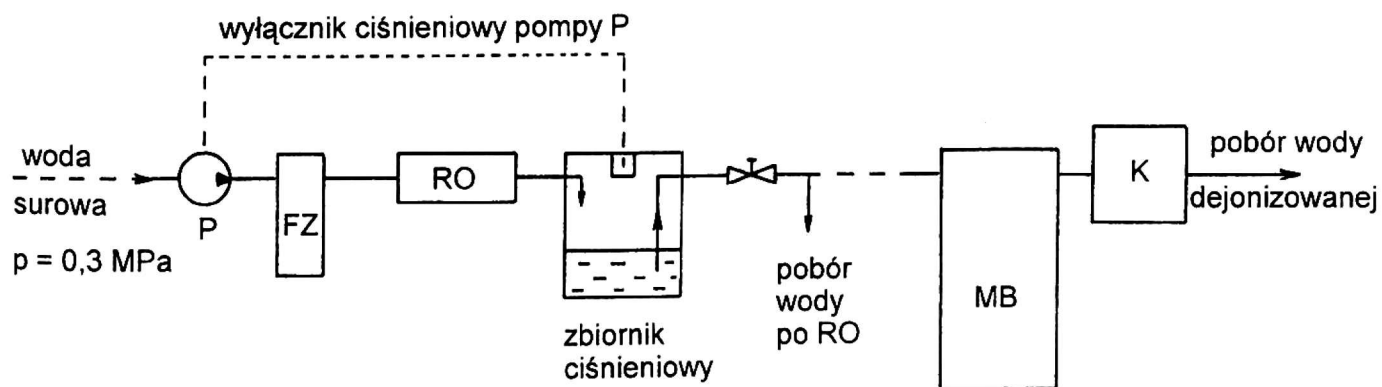 wyłącznik ciśnieniowy pompy P
woda
surowa
p = 0,3 MPa
P
FZ
RO
zbiornik
ciśnieniowy
pobór
wody
po RO
MB
K
pobór wody
dejonizowanej